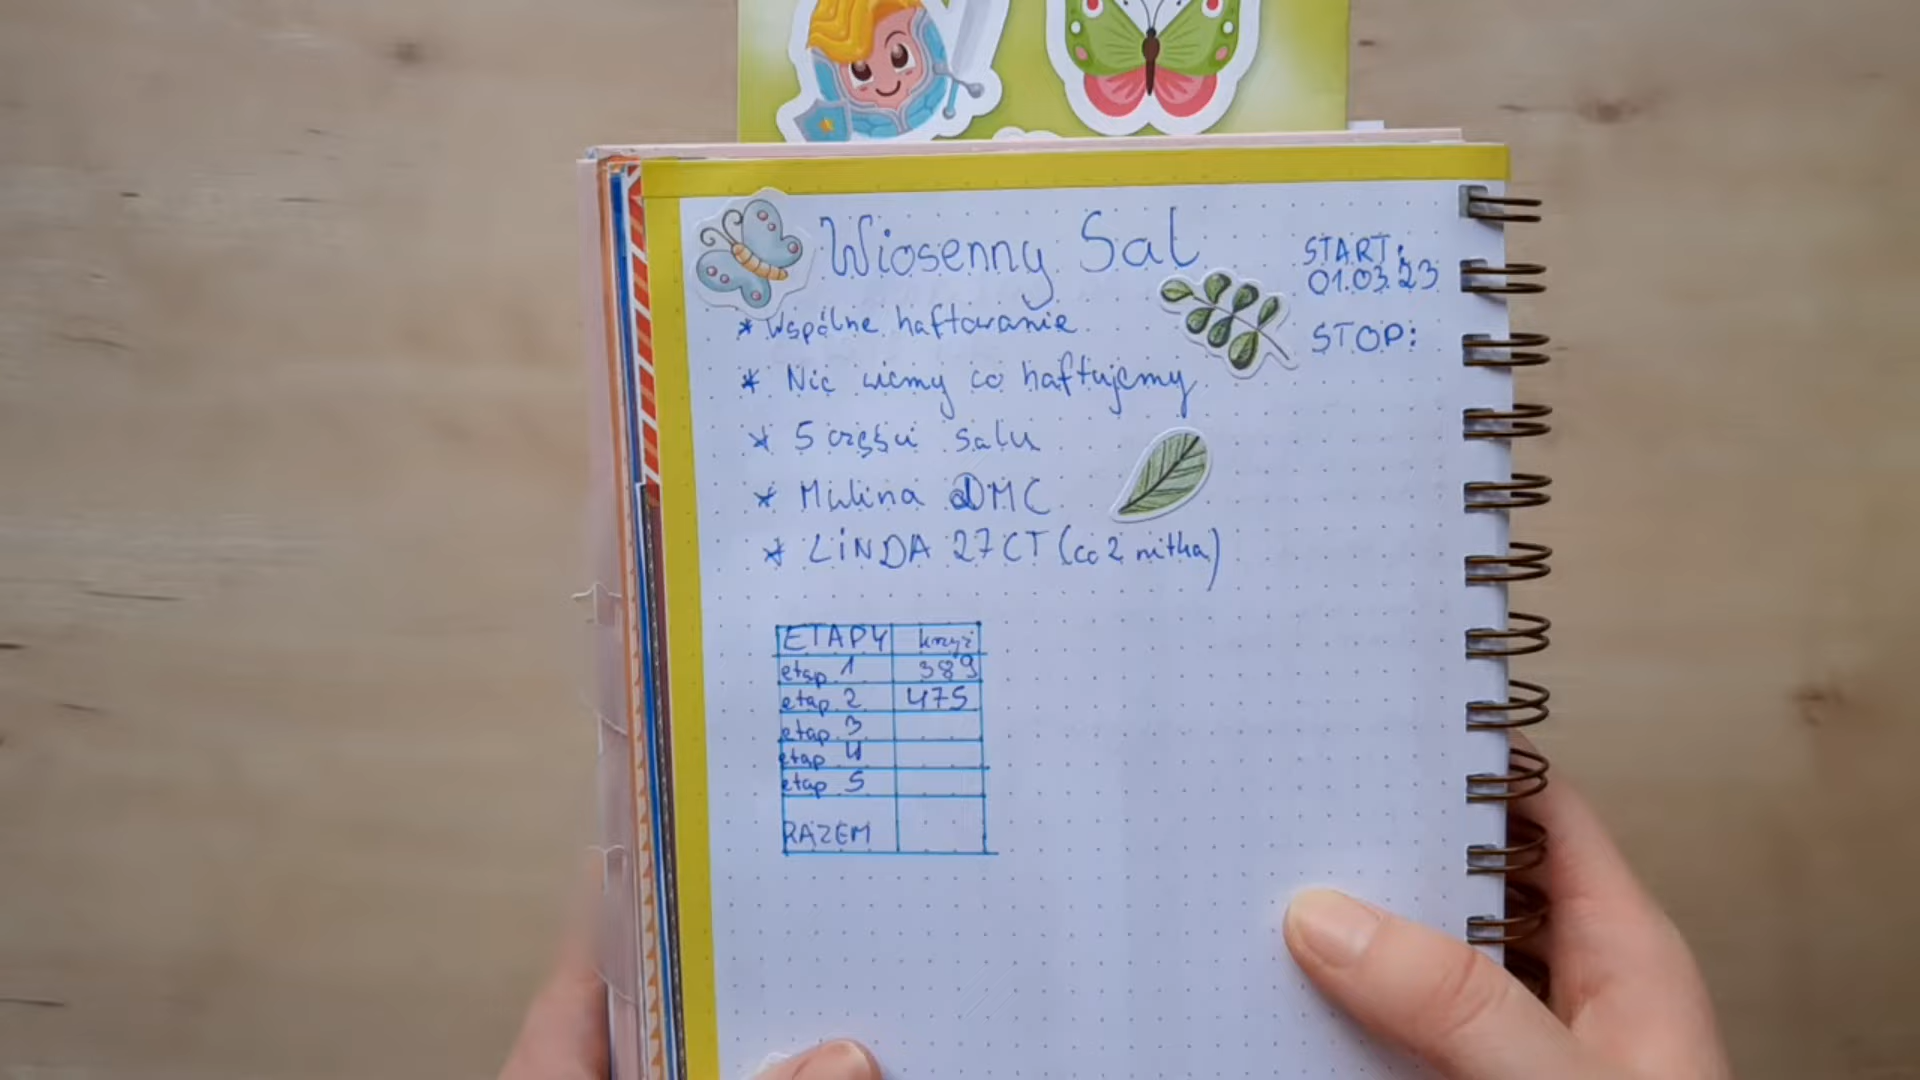 Wiosenny Sal
START:
01.03.23
STOP:
* Wspólne haftowanie
* Nie wiemy co haftujemy
* 5 części salu
* Mulina DMC
* LINDA 27CT (co 2 nitka)
ETAPY krzyż
etap 1 389
etap 2 475
etap 3
etap 4
etap 5
RAZEM